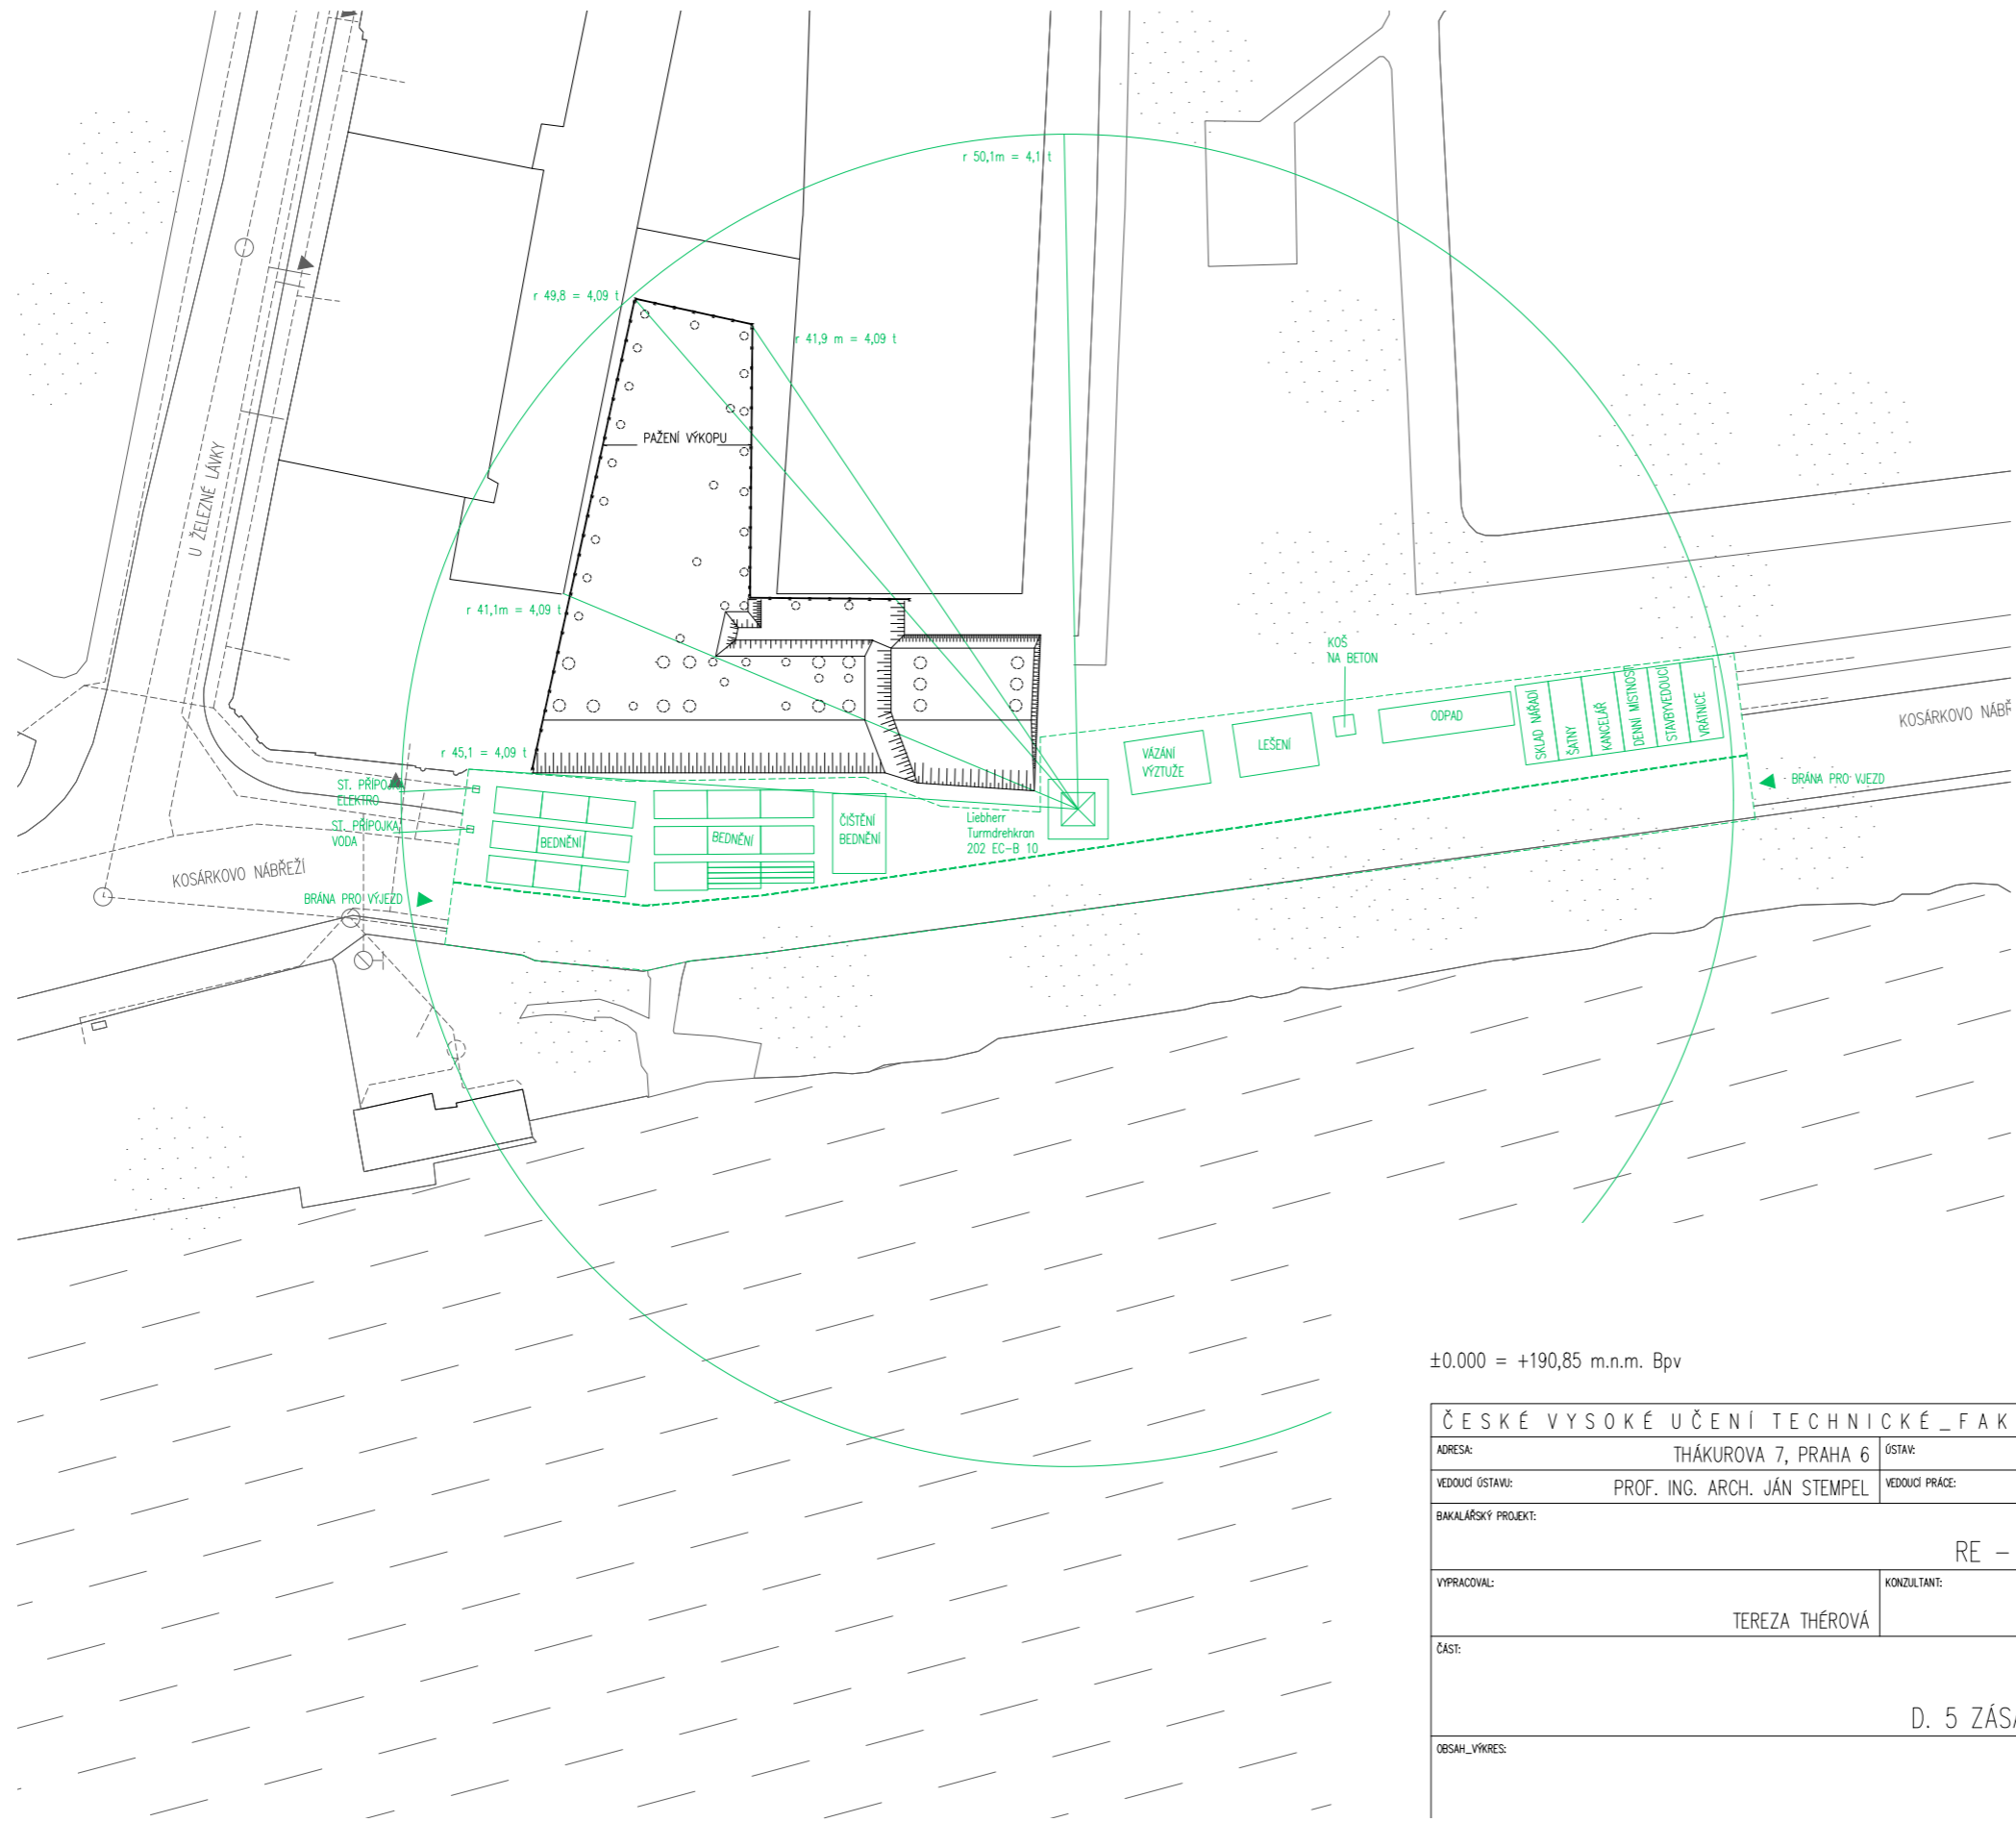 r 50,1m = 4,1 t
r 49,8 = 4,09 t
r 41,9 m = 4,09 t
PAŽENÍ VÝKOPU
U ŽELEZNÉ LÁVKY
r 41,1m = 4,09 t
KOŠ
NA BETON
r 45,1 = 4,09 t
VÁZÁNÍ
VÝZTUŽE
LEŠENÍ
ODPAD
SKLAD NÁŘADÍ
ŠATNY
KANCELÁŘ
DENNÍ MÍSTNOST
STAVBYVEDOUCÍ
VRÁTNICE
KOSÁRKOVO NÁBŘ
BRÁNA PRO VJEZD
ST. PŘÍPOJKA
ELEKTRO
ST. PŘÍPOJKA
VODA
BEDNĚNÍ
BEDNĚNÍ
ČIŠTĚNÍ
BEDNĚNÍ
Liebherr
Turmdrehkran
202 EC-B 10
KOSÁRKOVO NÁBŘEŽÍ
BRÁNA PRO VÝJEZD
±0.000 = +190,85 m.n.m. Bpv
ČESKÉ VYSOKÉ UČENÍ TECHNICKÉ_FAK
ADRESA: THÁKUROVA 7, PRAHA 6 ÚSTAV:
VEDOUCÍ ÚSTAVU: PROF. ING. ARCH. JÁN STEMPEL VEDOUCÍ PRÁCE:
BAKALÁŘSKÝ PROJEKT:
RE –
VYPRACOVAL: KONZULTANT:
TEREZA THÉROVÁ
ČÁST:
D. 5 ZÁSA
OBSAH_VÝKRES: